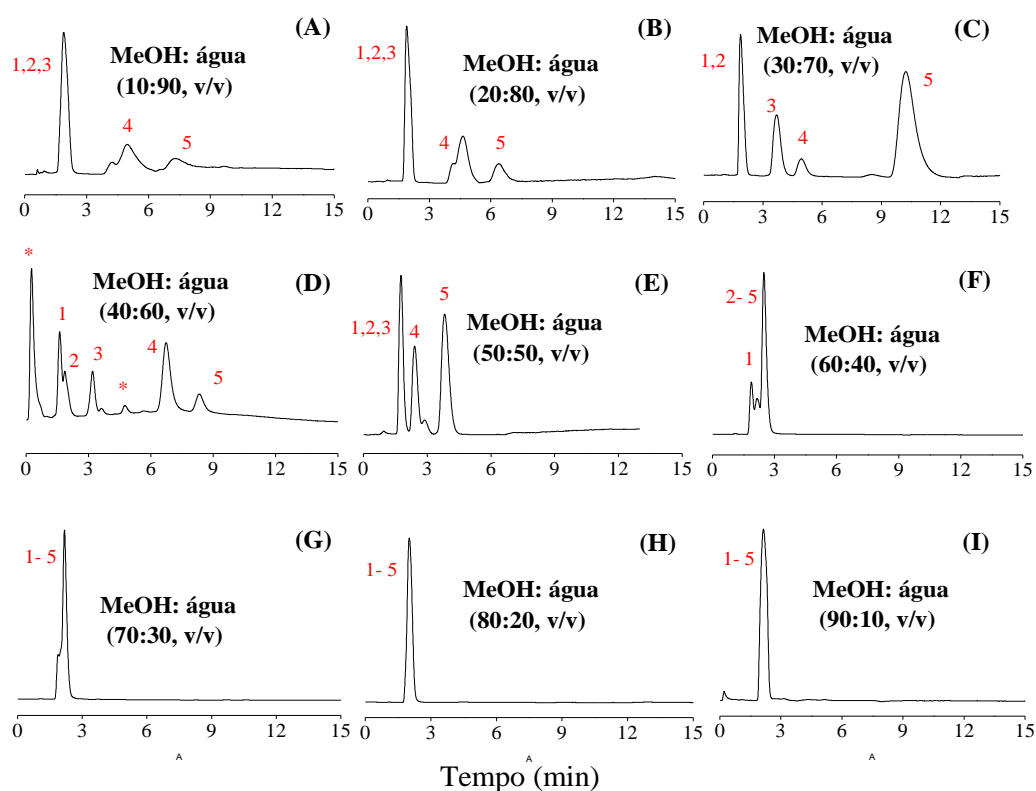 (A)
1,2,3
MeOH: água
(10:90, v/v)
4
5
0 3 6 9 12 15
(B)
1,2,3
MeOH: água
(20:80, v/v)
4
5
0 3 6 9 12 15
(C)
1,2
MeOH: água
(30:70, v/v)
3
4
5
0 3 6 9 12 15
(D)
*
MeOH: água
(40:60, v/v)
1
2
3
*
4
5
0 3 6 9 12 15
(E)
1,2,3
4
5
MeOH: água
(50:50, v/v)
0 3 6 9 12 15
(F)
2- 5
1
MeOH: água
(60:40, v/v)
0 3 6 9 12 15
(G)
1- 5
MeOH: água
(70:30, v/v)
0 3 6 9 12 15
A
(H)
1- 5
MeOH: água
(80:20, v/v)
0 3 6 9 12 15
A
(I)
1- 5
MeOH: água
(90:10, v/v)
0 3 6 9 12 15
A
Tempo (min)